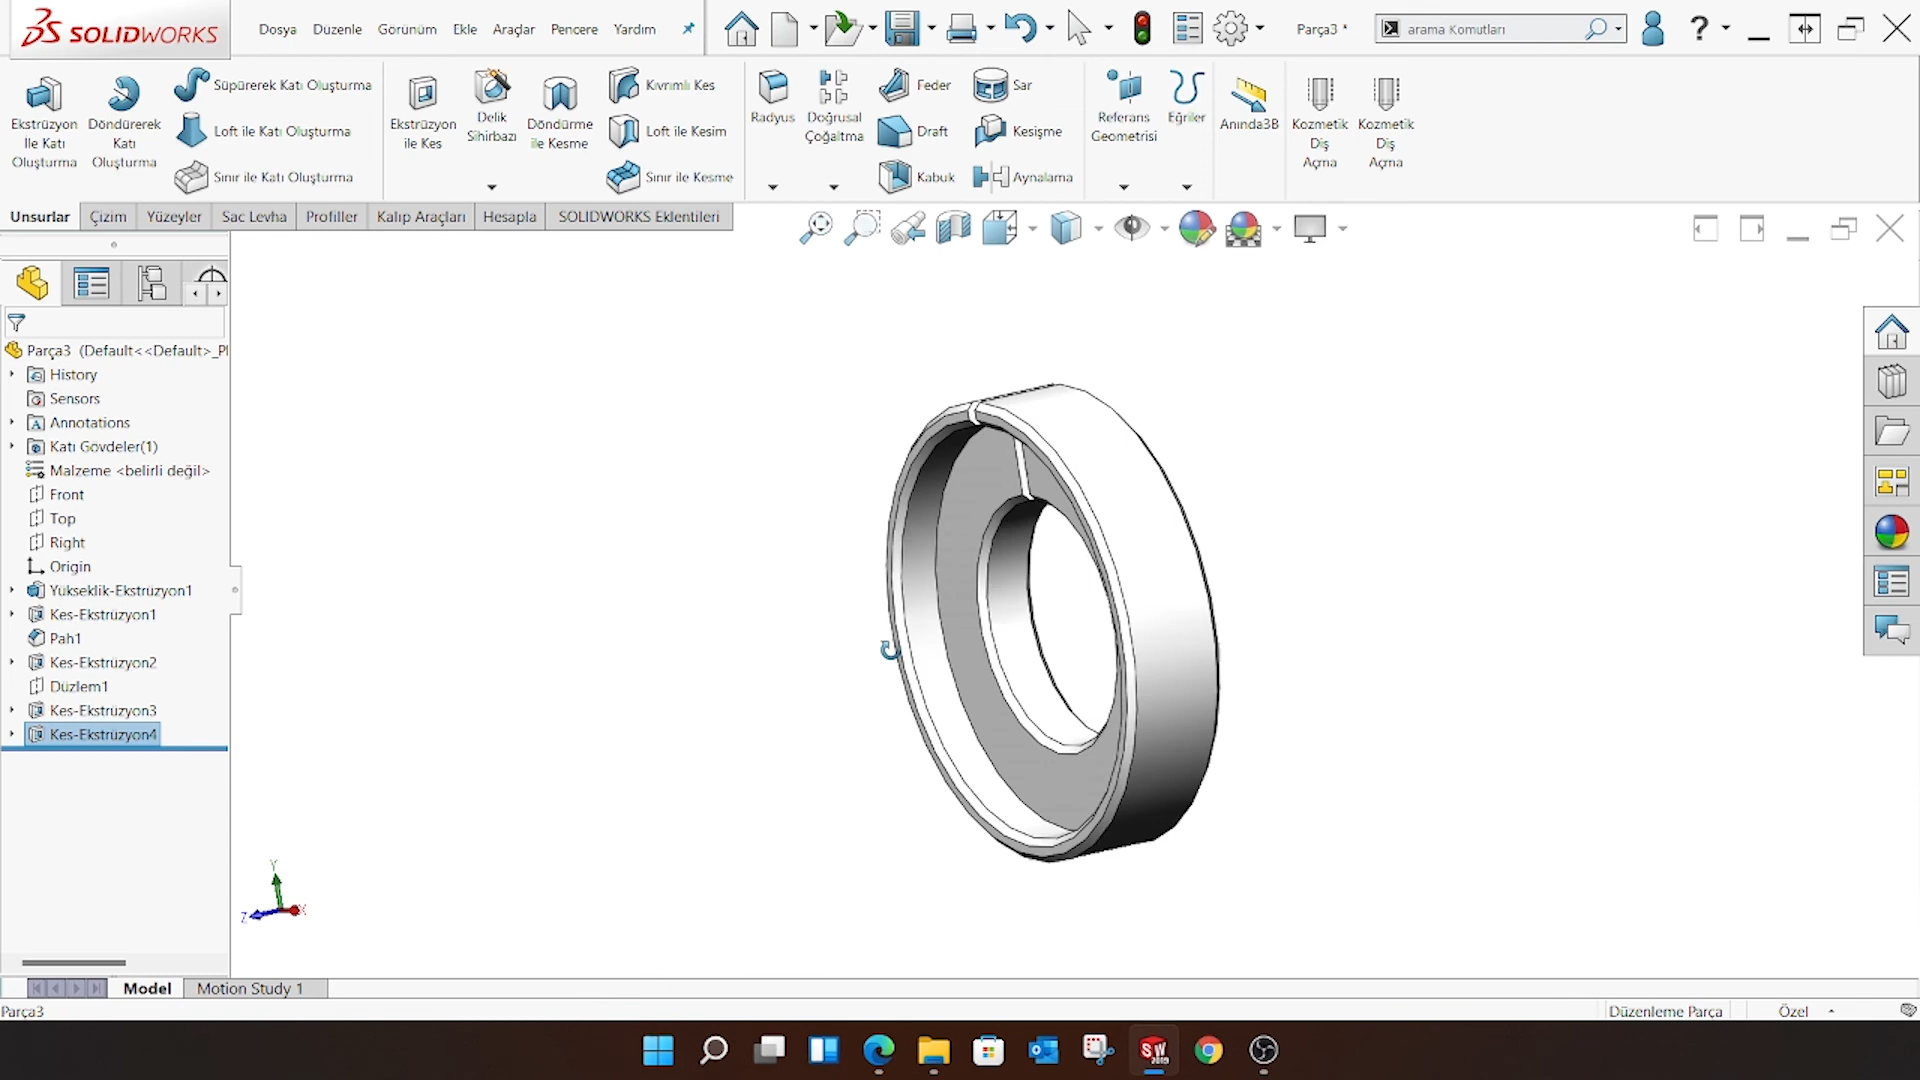 SOLIDWORKS
Dosya Düzenle Görünüm Ekle Araçlar Pencere Yardım
Parça3 *
arama Komutları
Ekstrüzyon İle Katı Oluşturma
Döndürerek Katı Oluşturma
Süpürerek Katı Oluşturma
Loft ile Katı Oluşturma
Sınır ile Katı Oluşturma
Ekstrüzyon ile Kes
Delik Sihirbazı
Döndürme ile Kesme
Kıvrımlı Kes
Loft ile Kesim
Sınır ile Kesme
Radyus
Doğrusal Çoğaltma
Feder
Draft
Kabuk
Sar
Kesişme
Aynalama
Referans Geometrisi
Eğriler
Anında3B
Kozmetik Diş Açma
Kozmetik Diş Açma
Unsurlar Çizim Yüzeyler Sac Levha Profiller Kalıp Araçları Hesapla SOLIDWORKS Eklentileri
Parça3 (Default<<Default>_P
History
Sensors
Annotations
Katı Gövdeler(1)
Malzeme <belirli değil>
Front
Top
Right
Origin
Yükseklik-Ekstrüzyon1
Kes-Ekstrüzyon1
Pah1
Kes-Ekstrüzyon2
Düzlem1
Kes-Ekstrüzyon3
Kes-Ekstrüzyon4
Y
Z X
Model Motion Study 1
Parça3
Düzenleme Parça Özel
SW
2019